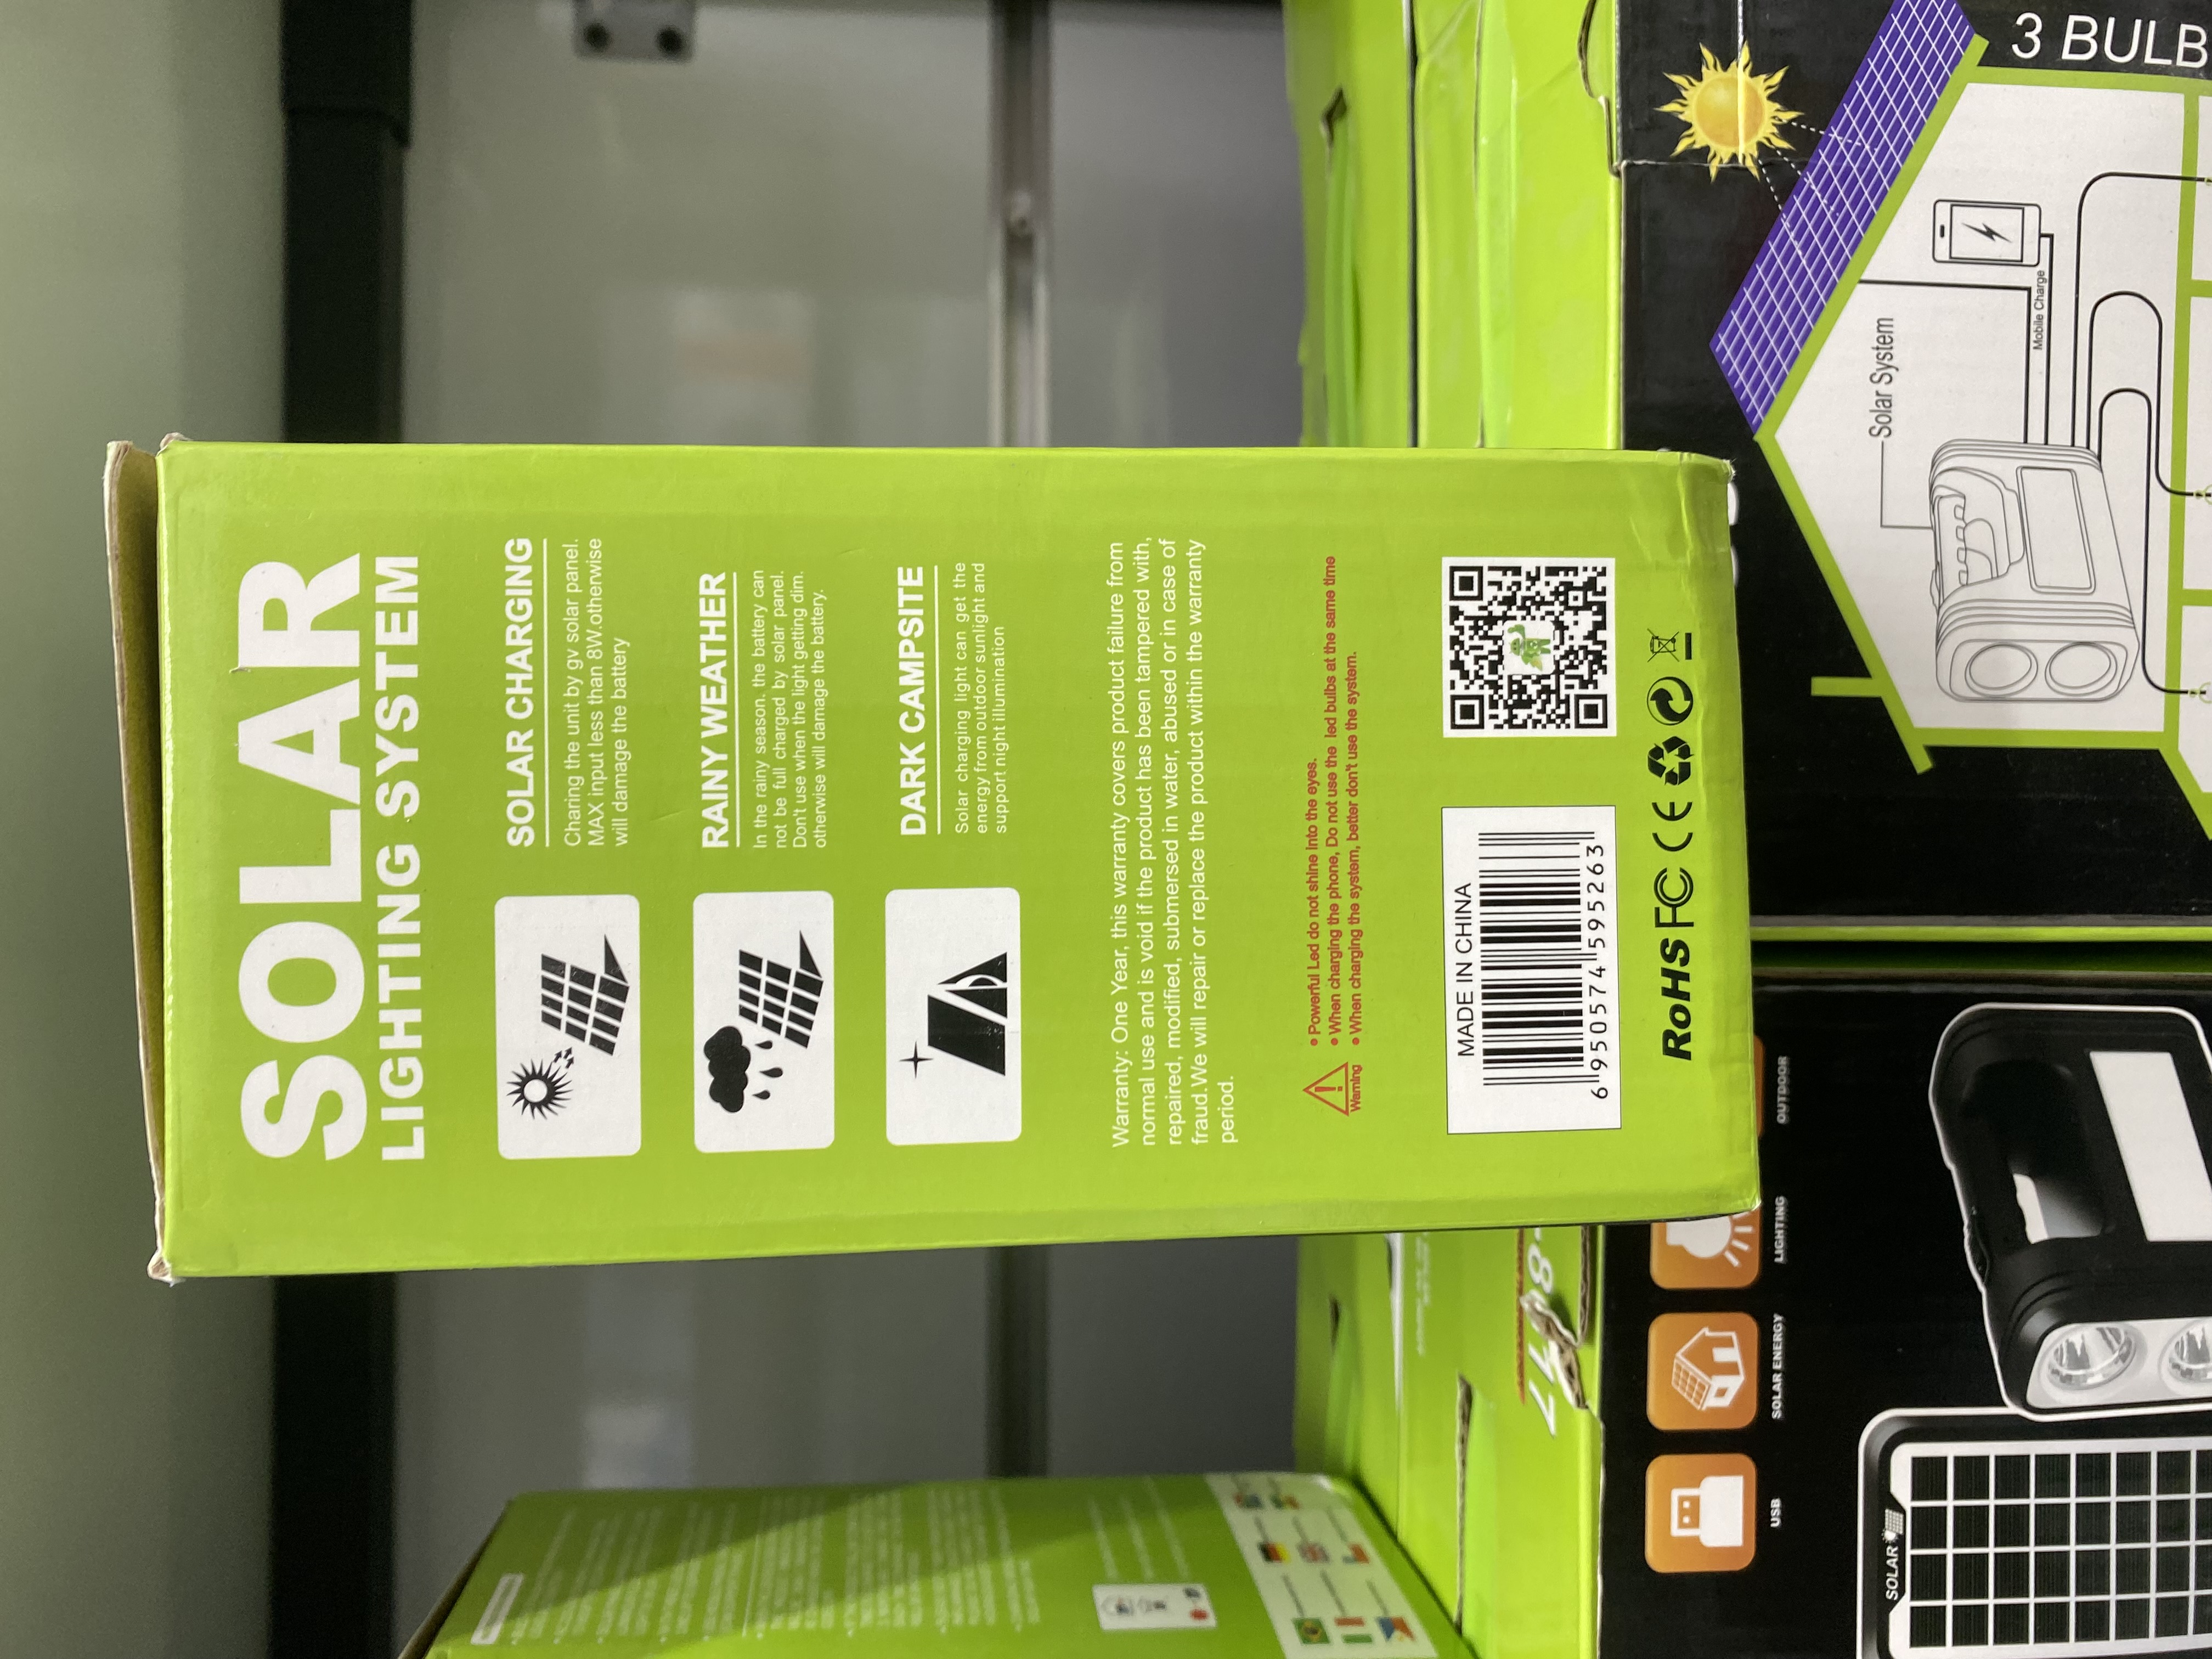 SOLAR
LIGHTING SYSTEM
SOLAR CHARGING
Charing the unit by gv solar panel.
MAX input less than 8W.otherwise
will damage the battery
RAINY WEATHER
In the rainy season. the battery can
not be full charged by solar panel.
Don't use when the light getting dim.
otherwise will damage the battery.
DARK CAMPSITE
Solar charging light can get the
energy from outdoor sunlight and
support night illumination
Warranty: One Year, this warranty covers product failure from
normal use and is void if the product has been tampered with,
repaired, modified, submersed in water, abused or in case of
fraud.We will repair or replace the product within the warranty
period.
Warning
• Powerful Led do not shine into the eyes.
• When charging the phone, Do not use the led bulbs at the same time
• When charging the system, better don't use the system.
MADE IN CHINA
6 950574 595263
RoHS FC CE
3 BULB
Solar System
Mobile Charge
USB
SOLAR ENERGY
LIGHTING
OUTDOOR
SOLAR